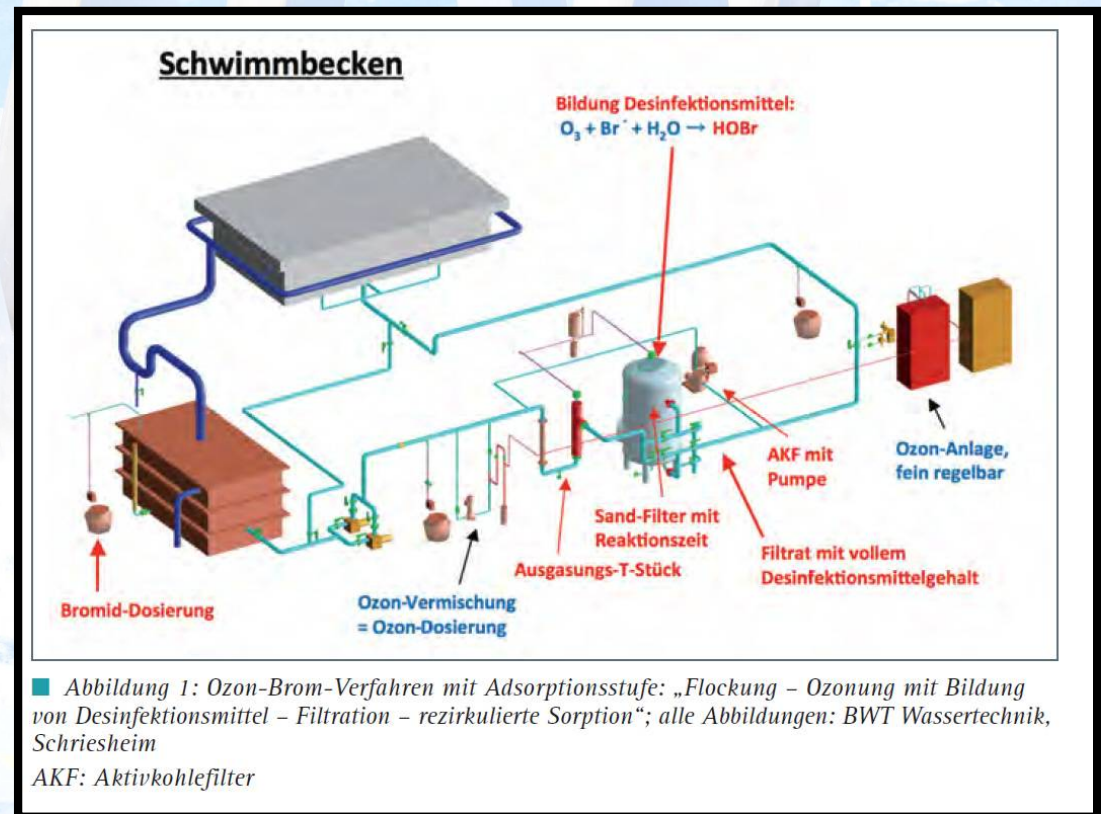 Schwimmbecken
Bildung Desinfektionsmittel:
O₃ + Br´ + H₂O → HOBr
Ozon-Anlage,
fein regelbar
AKF mit
Pumpe
Sand-Filter mit
Reaktionszeit
Filtrat mit vollem
Desinfektionsmittelgehalt
Ausgasungs-T-Stück
Ozon-Vermischung
= Ozon-Dosierung
Bromid-Dosierung
Abbildung 1: Ozon-Brom-Verfahren mit Adsorptionsstufe: „Flockung – Ozonung mit Bildung
von Desinfektionsmittel – Filtration – rezirkulierte Sorption“; alle Abbildungen: BWT Wassertechnik,
Schriesheim
AKF: Aktivkohlefilter